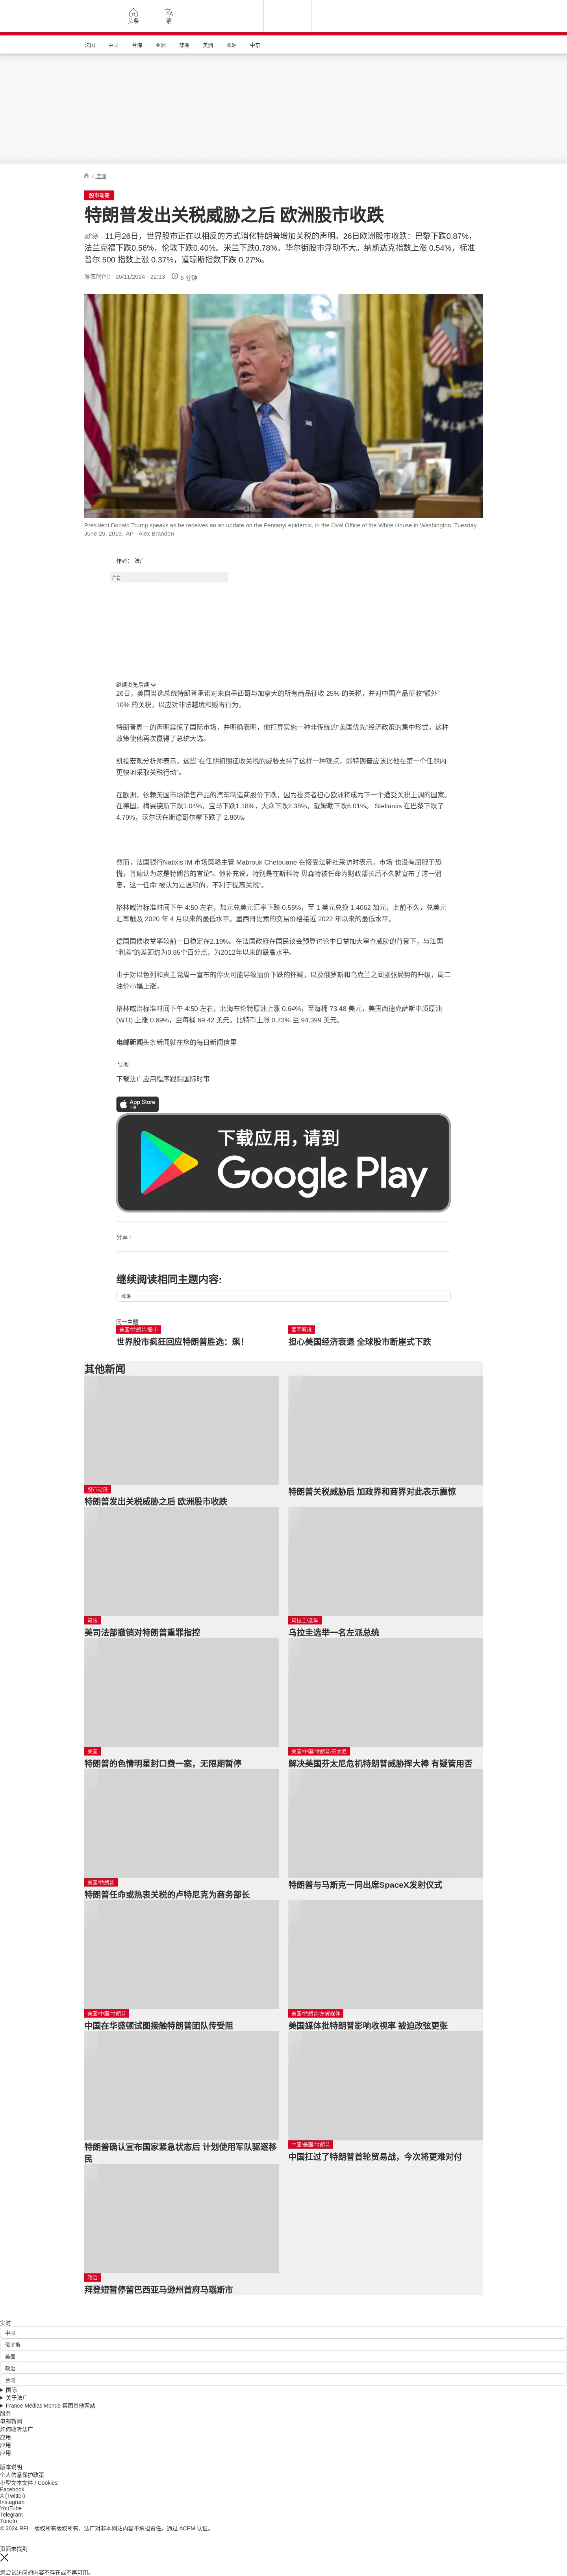 头条
繁
法国 中国 台海 亚洲 非洲 美洲 欧洲 中东
/ 美洲
股市动荡
特朗普发出关税威胁之后 欧洲股市收跌
欧洲 – 11月26日，世界股市正在以相反的方式消化特朗普增加关税的声明。26日欧洲股市收跌：巴黎下跌0.87%，
法兰克福下跌0.56%，伦敦下跌0.40%。米兰下跌0.78%。华尔街股市浮动不大。纳斯达克指数上涨 0.54%，标准
普尔 500 指数上涨 0.37%，道琼斯指数下跌 0.27%。
发表时间： 26/11/2024 - 22:13 6 分钟
President Donald Trump speaks as he receives an an update on the Fentanyl epidemic, in the Oval Office of the White House in Washington, Tuesday,
June 25, 2019. AP - Alex Brandon
作者： 法广
广告
继续浏览后续
26日，美国当选总统特朗普承诺对来自墨西哥与加拿大的所有商品征收 25% 的关税，并对中国产品征收“额外”
10% 的关税，以应对非法越境和贩毒行为。
特朗普周一的声明震惊了国际市场，并明确表明，他打算实施一种非传统的“美国优先”经济政策的集中形式，这种
政策使他再次赢得了总统大选。
凯投宏观分析师表示，这些“在任期初期征收关税的威胁支持了这样一种观点，即特朗普应该比他在第一个任期内
更快地采取关税行动”。
在欧洲，依赖美国市场销售产品的汽车制造商股价下跌，因为投资者担心欧洲将成为下一个遭受关税上调的国家。
在德国，梅赛德斯下跌1.04%，宝马下跌1.18%，大众下跌2.38%，戴姆勒下跌6.01%。 Stellantis 在巴黎下跌了
4.79%，沃尔沃在斯德哥尔摩下跌了 2.86%。
然而，法国银行Natixis IM 市场策略主管 Mabrouk Chetouane 在接受法新社采访时表示，市场“也没有屈服于恐
慌，普遍认为这是特朗普的言论”。他补充说，特别是在斯科特·贝森特被任命为财政部长后不久就宣布了这一消
息，这一任命“被认为是温和的，不利于提高关税”。
格林威治标准时间下午 4:50 左右，加元兑美元汇率下跌 0.55%，至 1 美元兑换 1.4062 加元，此前不久，兑美元
汇率触及 2020 年 4 月以来的最低水平。墨西哥比索的交易价格接近 2022 年以来的最低水平。
德国国债收益率较前一日稳定在2.19%。在法国政府在国民议会预算讨论中日益加大审查威胁的背景下，与法国
“利差”的差距约为0.85个百分点，为2012年以来的最高水平。
由于对以色列和真主党周一宣布的停火可能导致油价下跌的怀疑，以及俄罗斯和乌克兰之间紧张局势的升级，周二
油价小幅上涨。
格林威治标准时间下午 4:50 左右，北海布伦特原油上涨 0.64%，至每桶 73.48 美元，美国西德克萨斯中质原油
(WTI) 上涨 0.69%，至每桶 69.42 美元。比特币上涨 0.73% 至 94,399 美元。
电邮新闻头条新闻就在您的每日新闻信里
订阅
下载法广应用程序跟踪国际时事
App Store
下载
下载应用，请到
Google Play
分享 :
继续阅读相同主题内容:
欧洲
同一主题
美国/特朗普/股市
世界股市疯狂回应特朗普胜选：飙！
要闻解说
担心美国经济衰退 全球股市断崖式下跌
其他新闻
股市动荡
特朗普发出关税威胁之后 欧洲股市收跌
特朗普关税威胁后 加政界和商界对此表示震惊
司法
美司法部撤销对特朗普重罪指控
乌拉圭/选举
乌拉圭选举一名左派总统
美国
特朗普的色情明星封口费一案，无限期暂停
美国/中国/特朗普/芬太尼
解决美国芬太尼危机特朗普威胁挥大棒 有疑管用否
美国/特朗普
特朗普任命或热衷关税的卢特尼克为商务部长
特朗普与马斯克一同出席SpaceX发射仪式
美国/中国/特朗普
中国在华盛顿试图接触特朗普团队传受阻
美国/特朗普/左翼媒体
美国媒体批特朗普影响收视率 被迫改弦更张
特朗普确认宣布国家紧急状态后 计划使用军队驱逐移
民
中国/美国/特朗普
中国扛过了特朗普首轮贸易战，今次将更难对付
政治
拜登短暂停留巴西亚马逊州首府马瑙斯市
实时
中国
俄罗斯
美国
政治
台湾
国际
关于法广
France Médias Monde 集团其他网站
服务
电邮新闻
如何收听法广
应用
应用
应用
版本说明
个人信息保护政策
小型文本文件 / Cookies
Facebook
X (Twitter)
Instagram
YouTube
Telegram
TuneIn
© 2024 RFI – 版权所有版权所有。法广对非本网站内容不承担责任。通过 ACPM 认证。
页面未找到
您尝试访问的内容不存在或不再可用。